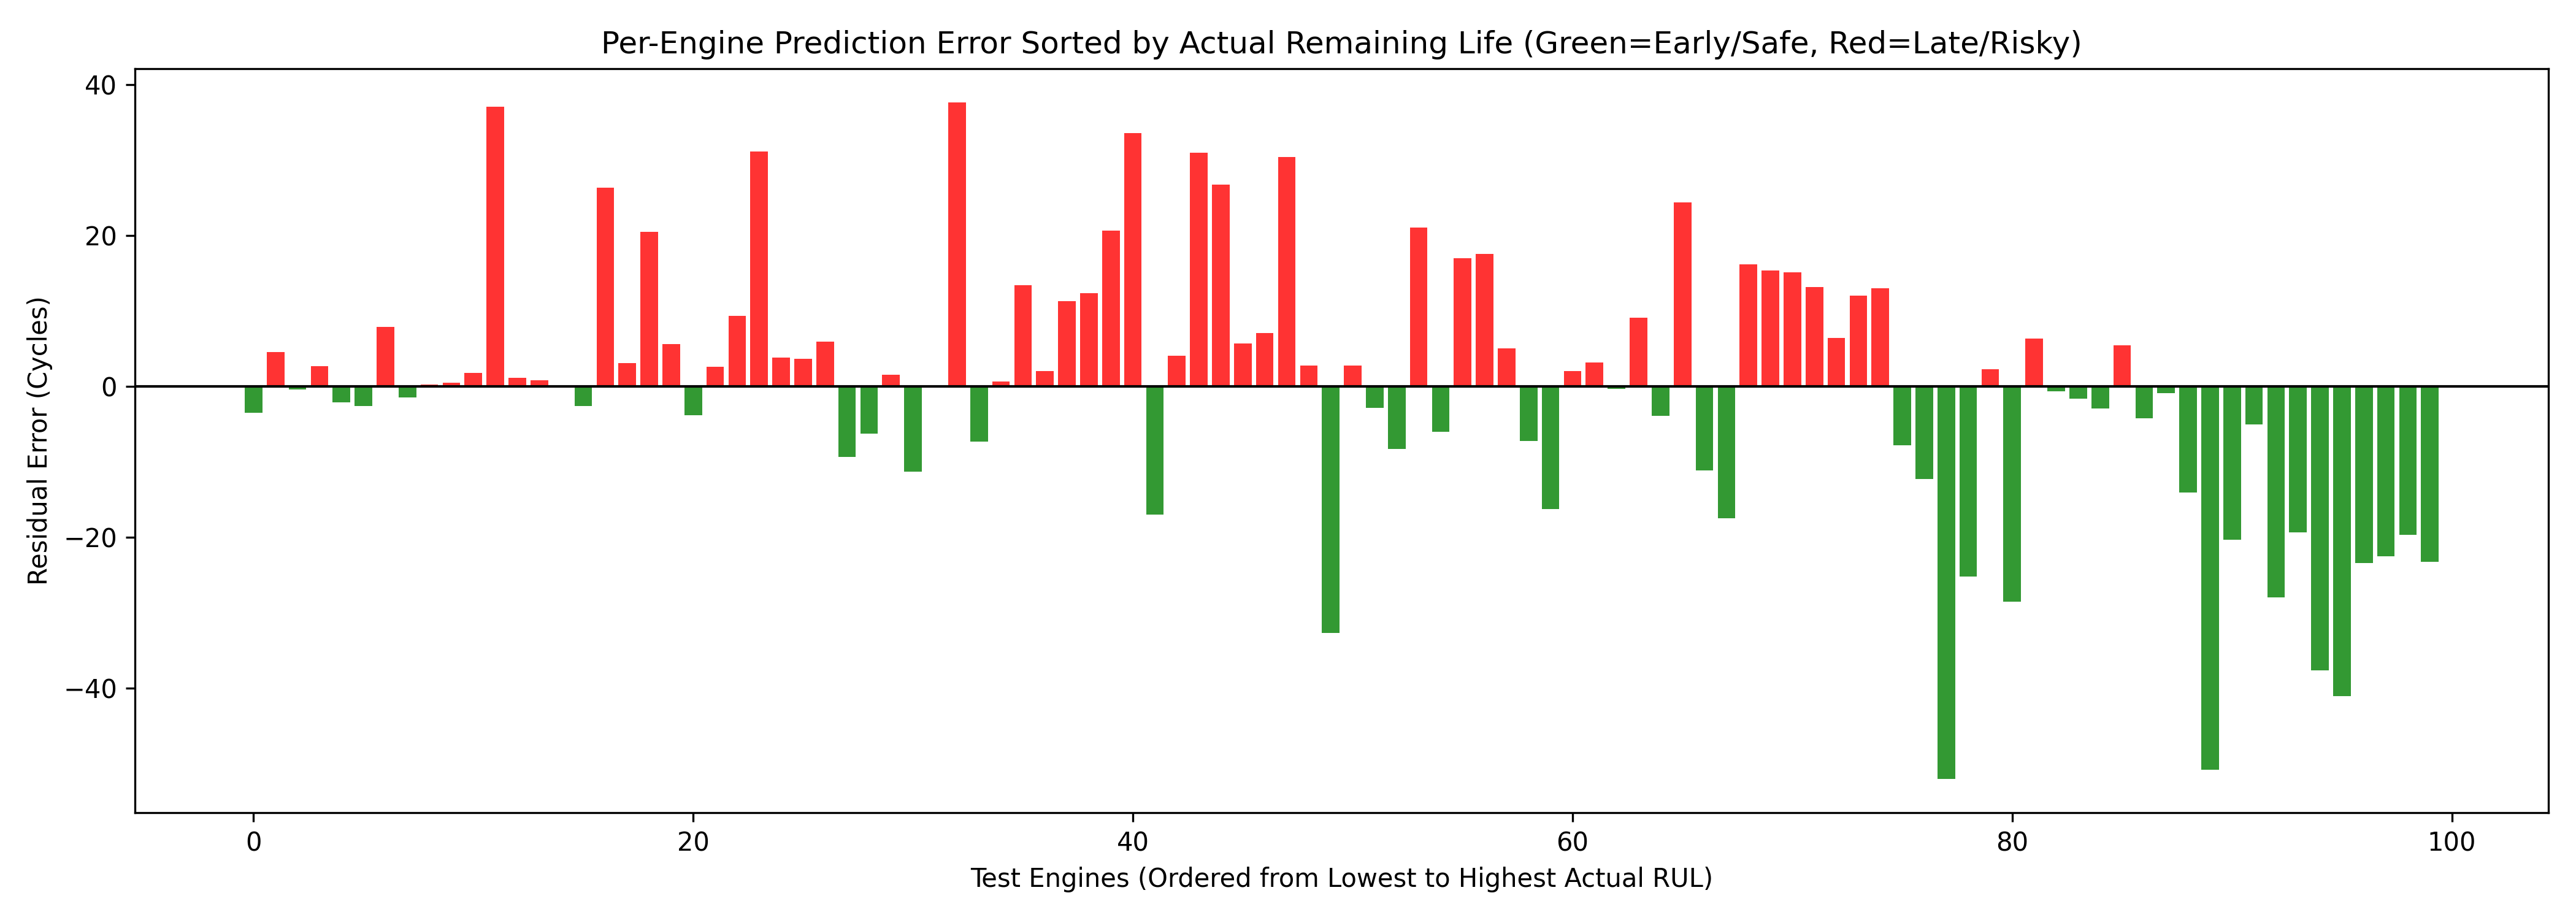 Per-Engine Prediction Error Sorted by Actual Remaining Life (Green=Early/Safe, Red=Late/Risky)
Residual Error (Cycles)
40
20
0
−20
−40
0 20 40 60 80 100
Test Engines (Ordered from Lowest to Highest Actual RUL)